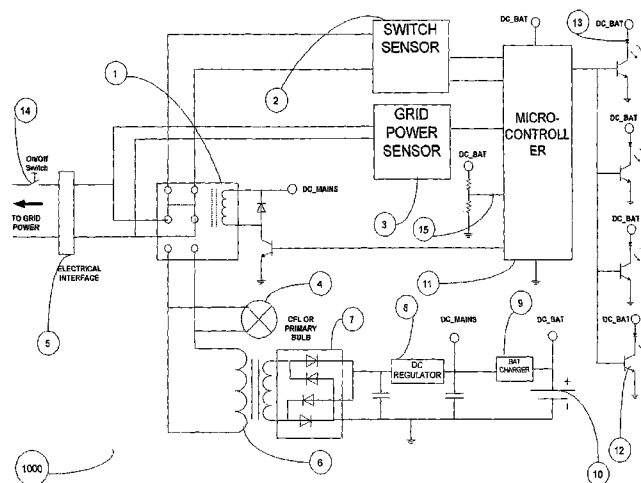 SWITCH
SENSOR
DC_BAT
13
DC_BAT
1
2
14
On/Off
Switch
GRID
POWER
SENSOR
MICRO-
CONTROLLER
DC_BAT
DC_BAT
DC_MAINS
3
15
TO GRID
POWER
ELECTRICAL
INTERFACE
5
4
11
DC_BAT
CFL OR
PRIMARY
BULB
7
8
DC_MAINS
9
DC_BAT
DC_BAT
DC
REGULATOR
BAT
CHARGER
+
-
1000
6
10
12